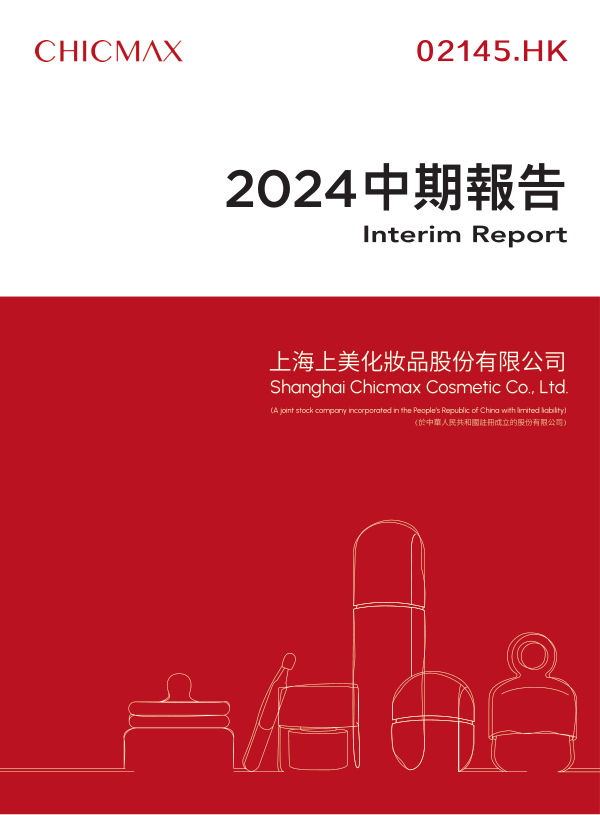 CHICMAX
02145.HK
2024中期報告
Interim Report
上海上美化妝品股份有限公司
Shanghai Chicmax Cosmetic Co., Ltd.
(A joint stock company incorporated in the People's Republic of China with limited liability)
(於中華人民共和國註冊成立的股份有限公司)